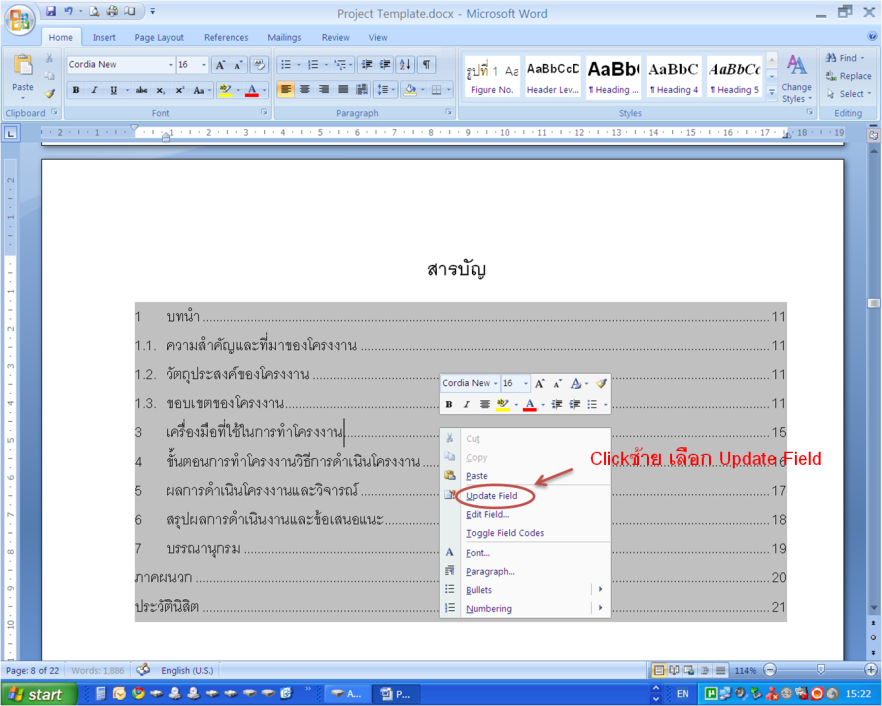 Project Template.docx - Microsoft Word
Home Insert Page Layout References Mailings Review View
Paste
Clipboard
Cordia New 16
Font
Paragraph
รูปที่ 1 Aa AaBbCcD AaBb( AaBbC AaBbCc
Figure No. Header Lev... ¶ Heading ... ¶ Heading 4 ¶ Heading 5
Styles
Change Styles
Find
Replace
Select
Editing
สารบัญ
1 บทนำ 11
1.1. ความสำคัญและที่มาของโครงงาน 11
1.2. วัตถุประสงค์ของโครงงาน 11
1.3. ขอบเขตของโครงงาน 11
3 เครื่องมือที่ใช้ในการทำโครงงาน 15
4 ขั้นตอนการทำโครงงานวิธีการดำเนินโครงงาน 16
5 ผลการดำเนินโครงงานและวิจารณ์ 17
6 สรุปผลการดำเนินงานและข้อเสนอแนะ 18
7 บรรณานุกรม 19
ภาคผนวก 20
ประวัตินิสิต 21
Cordia New 16
Cut
Copy
Paste
Update Field
Edit Field...
Toggle Field Codes
Font...
Paragraph...
Bullets
Numbering
Clickซ้าย เลือก Update Field
Page: 8 of 22 Words: 1,886 English (U.S.) 114%
start A... P... EN 15:22